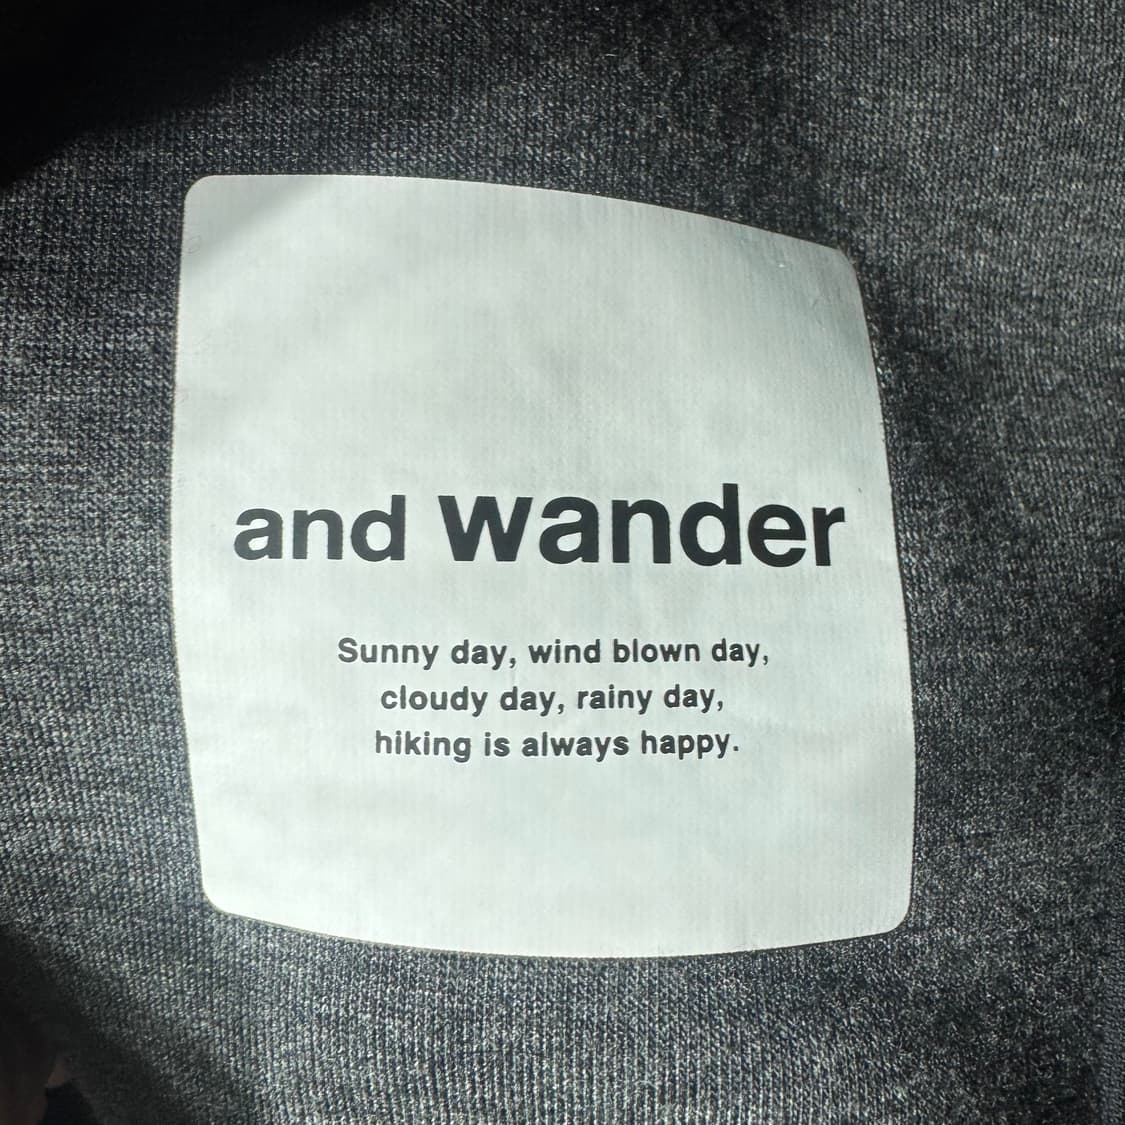 and wander
Sunny day, wind blown day,
cloudy day, rainy day,
hiking is always happy.